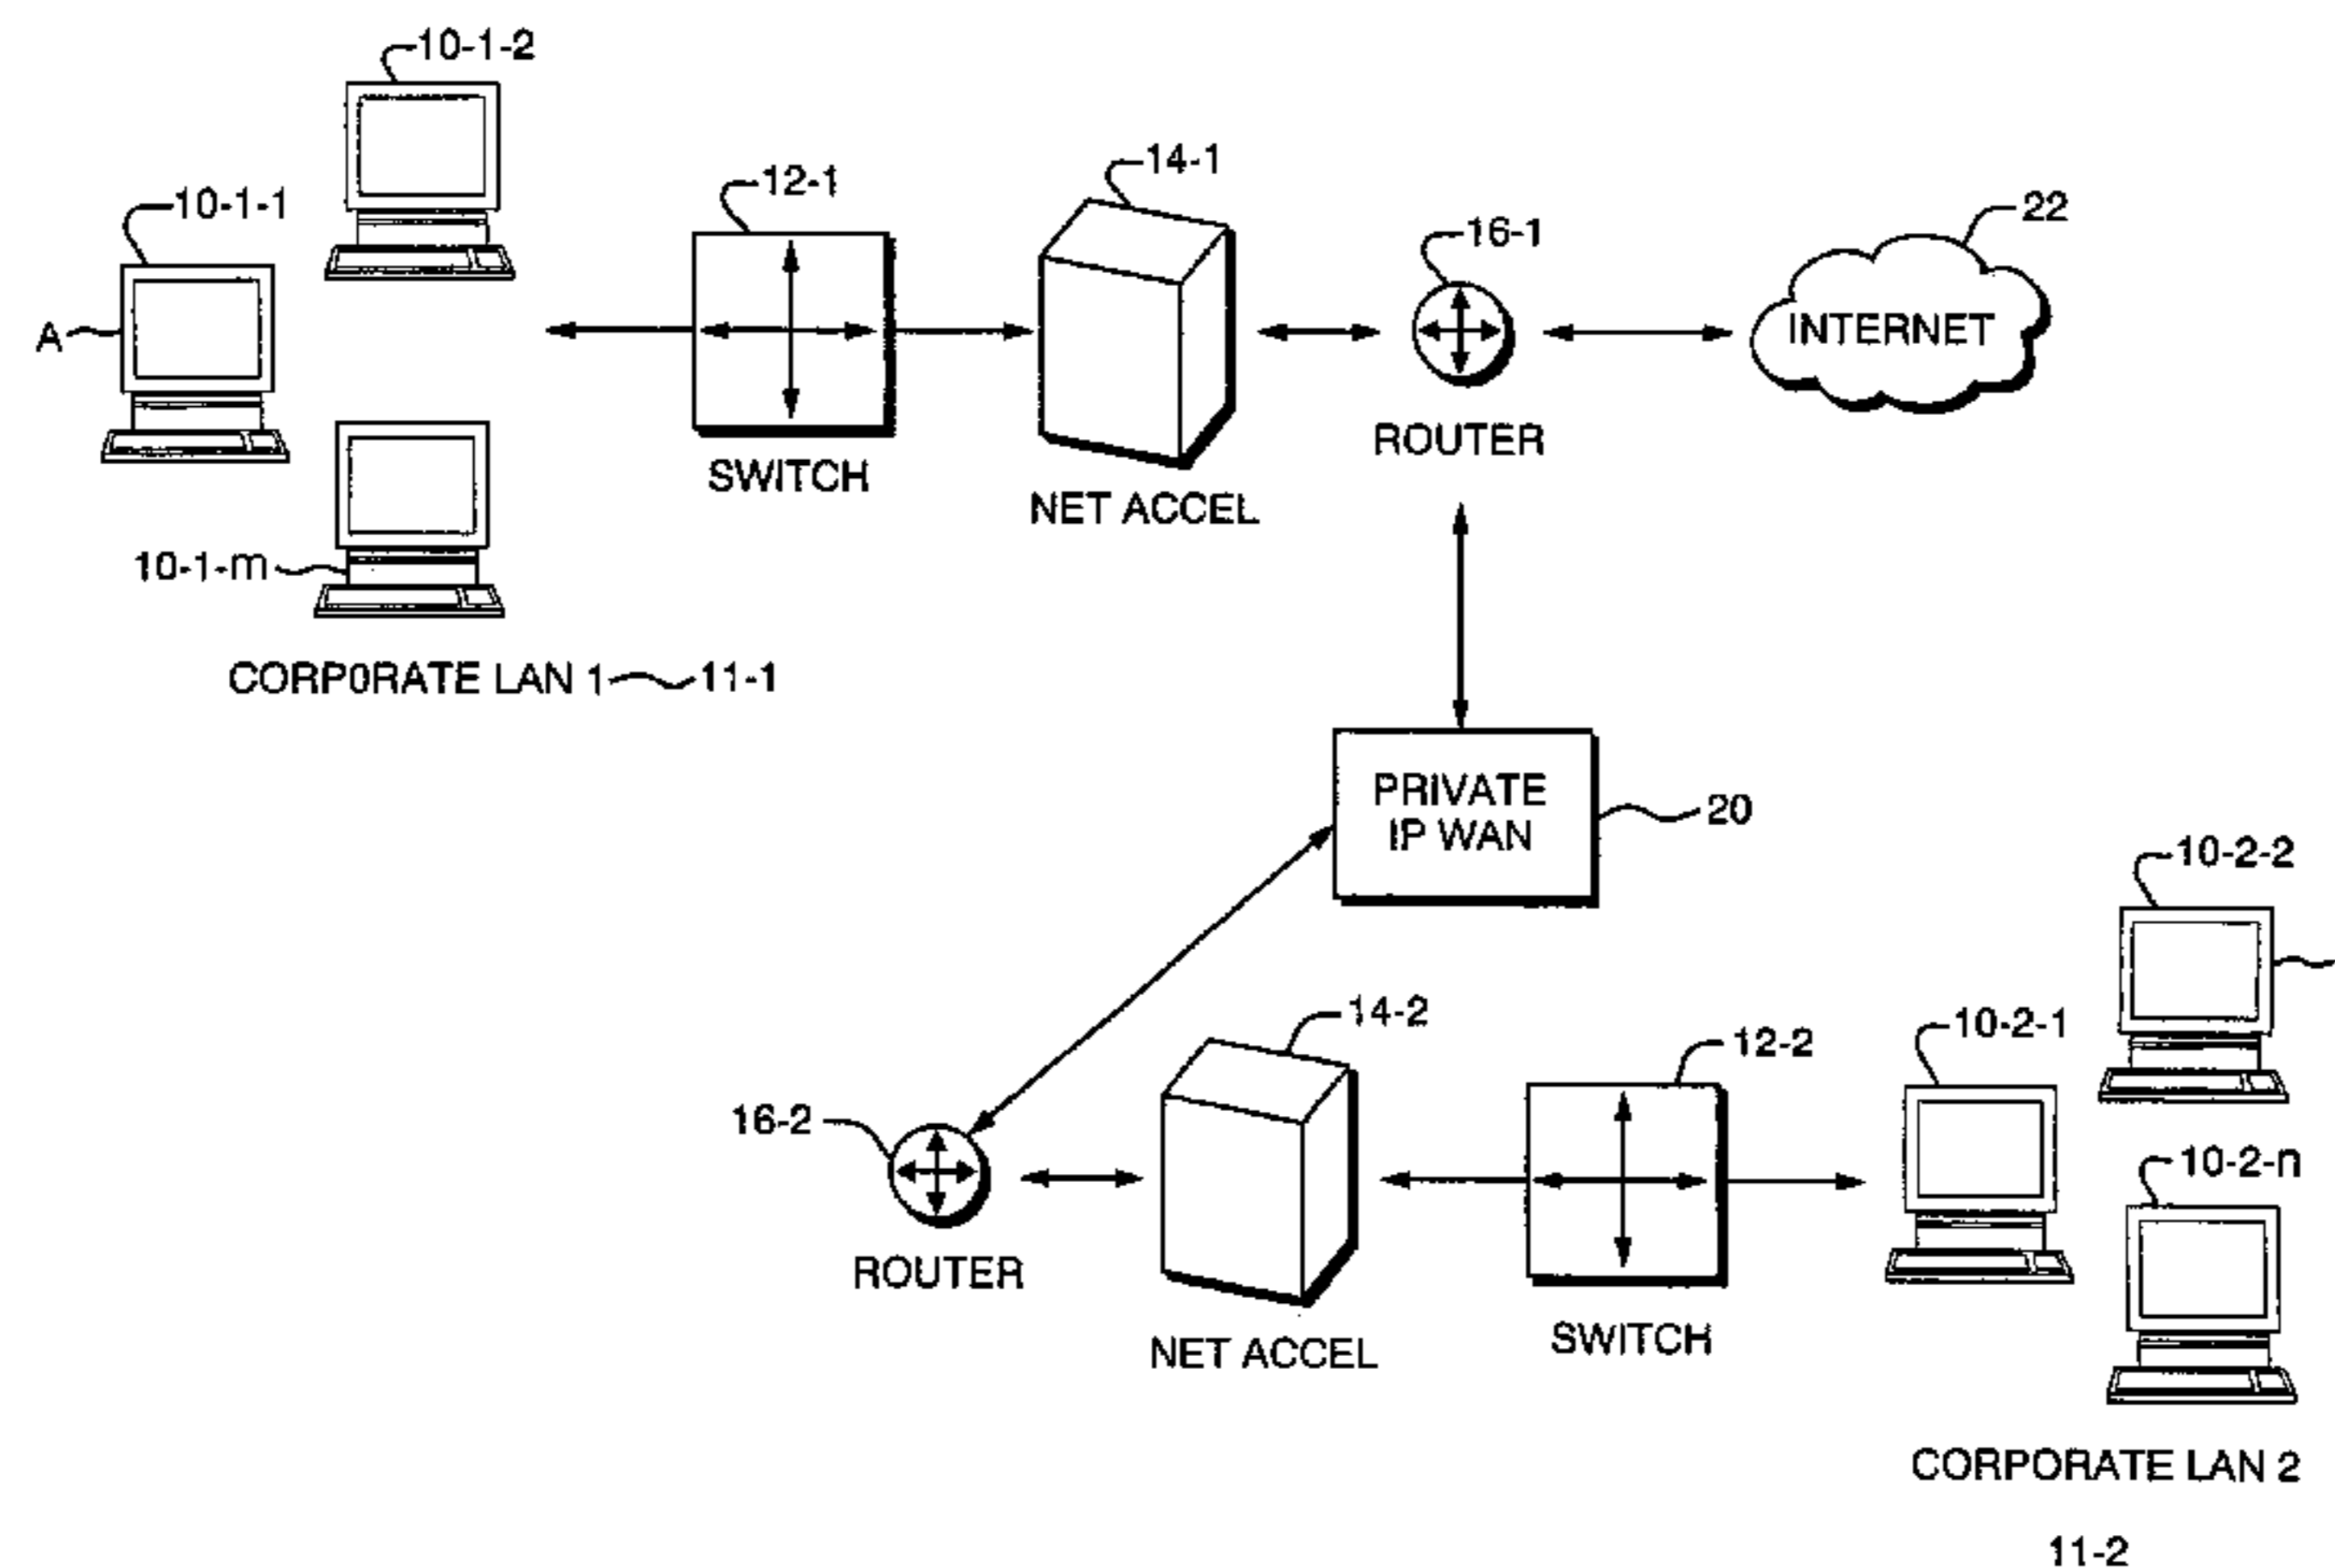 10-1-2
10-1-1
A
10-1-m
CORPORATE LAN 1
11-1
12-1
SWITCH
14-1
NET ACCEL
16-1
ROUTER
22
INTERNET
PRIVATE
IP WAN
20
16-2
ROUTER
14-2
NET ACCEL
12-2
SWITCH
10-2-1
10-2-2
10-2-n
CORPORATE LAN 2
11-2